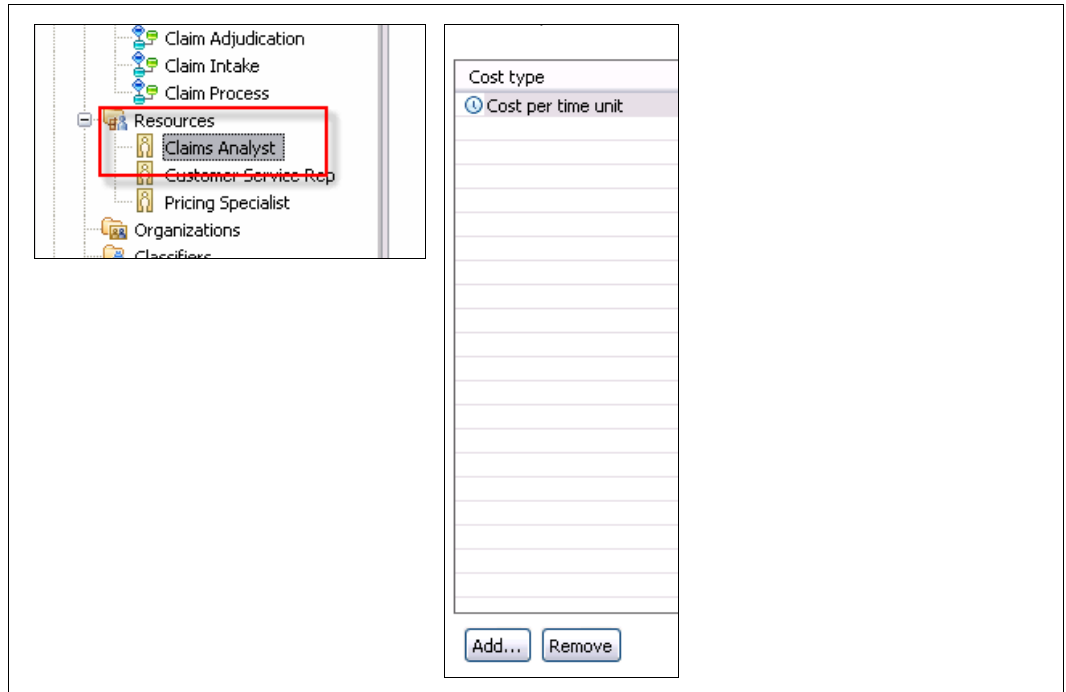 Claim Adjudication
Claim Intake
Claim Process
Resources
Claims Analyst
Customer Service Rep
Pricing Specialist
Organizations
Classifiers
Cost type
Cost per time unit
Add...
Remove